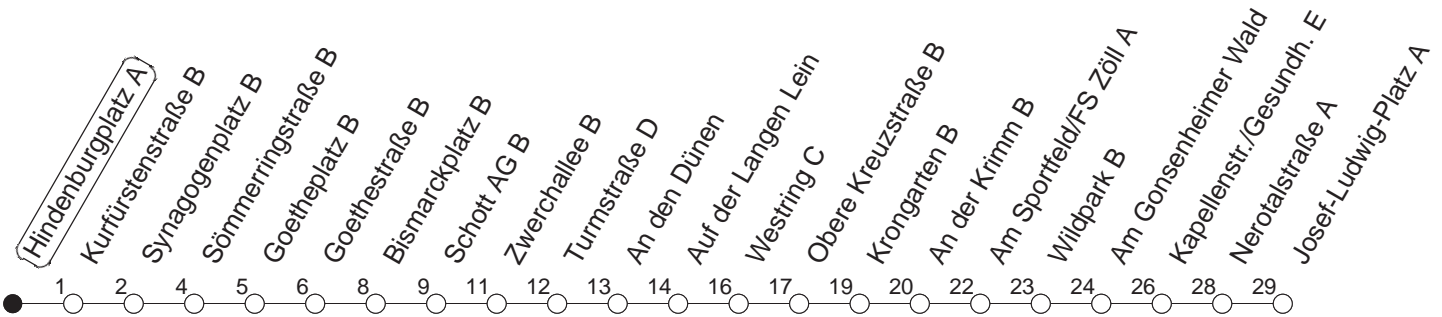 Hindenburgplatz A
Kurfürstenstraße B
Synagogenplatz B
Sömmerringstraße B
Goetheplatz B
Goethestraße B
Bismarckplatz B
Schott AG B
Zwerchallee B
Turmstraße D
An den Dünen
Auf der Langen Lein
Westring C
Obere Kreuzstraße B
Krongarten B
An der Krimm B
Am Sportfeld/FS Zöll A
Wildpark B
Am Gonsenheimer Wald
Kapellenstr./Gesundh. E
Nerotalstraße A
Josef-Ludwig-Platz A
1 2 4 5 6 8 9 11 12 13 14 16 17 19 20 22 23 24 26 28 29